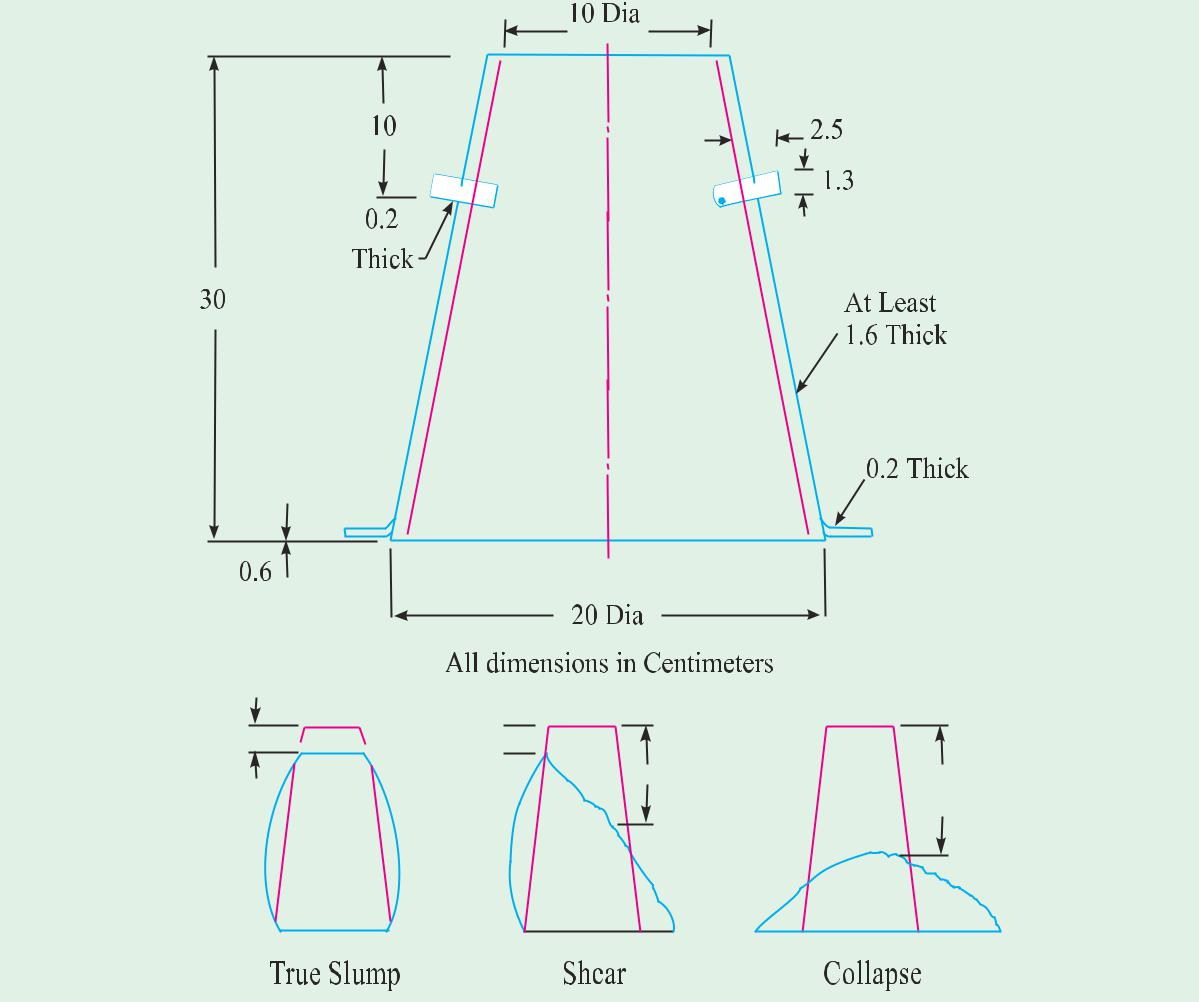 10 Dia
10
2.5
1.3
0.2
Thick
30
At Least
1.6 Thick
0.2 Thick
0.6
20 Dia
All dimensions in Centimeters
True Slump
Shcar
Collapse